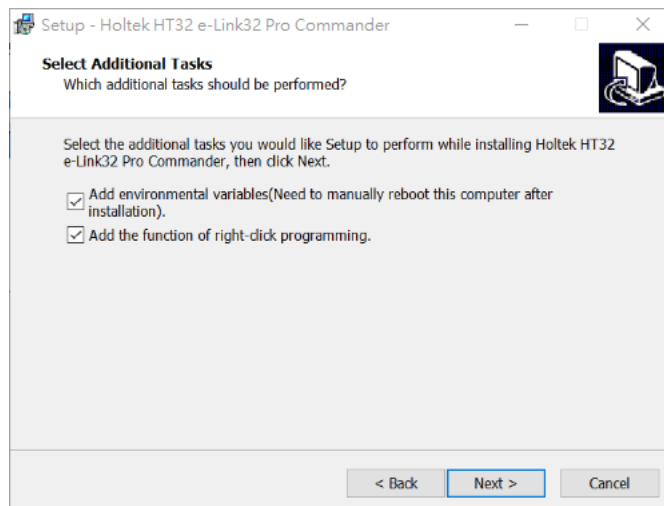 Setup - Holtek HT32 e-Link32 Pro Commander
Select Additional Tasks
Which additional tasks should be performed?
Select the additional tasks you would like Setup to perform while installing Holtek HT32
e-Link32 Pro Commander, then click Next.
Add environmental variables(Need to manually reboot this computer after
installation).
Add the function of right-click programming.
< Back
Next >
Cancel